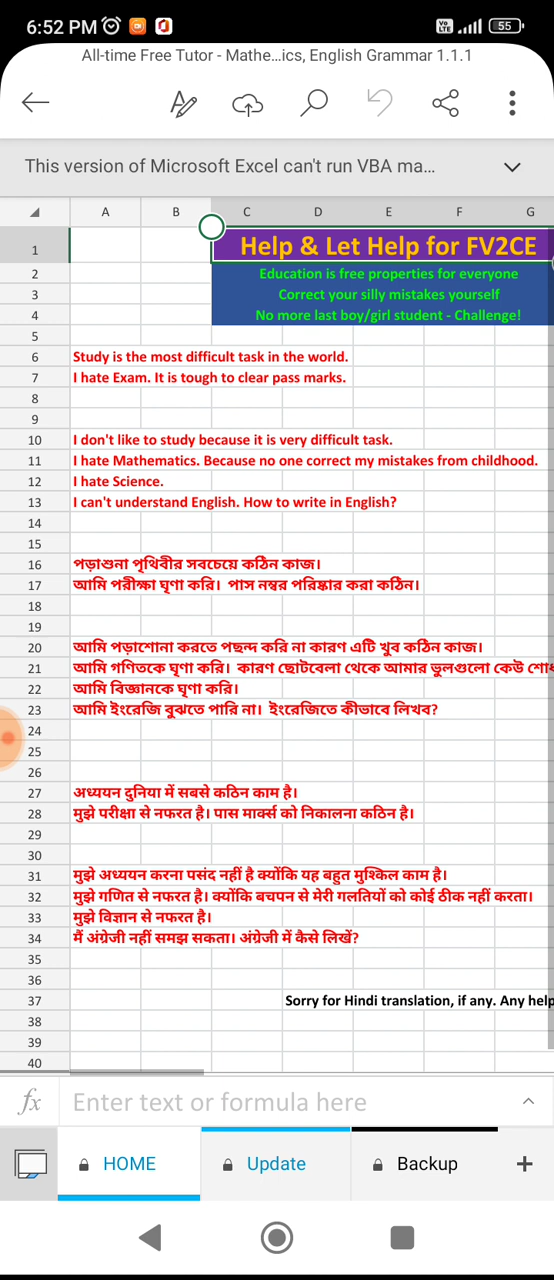 6:52 PM
Vo LTE 55
All-time Free Tutor - Mathe...ics, English Grammar 1.1.1
This version of Microsoft Excel can't run VBA ma...
A B C D E F G
1 Help & Let Help for FV2CE
2 Education is free properties for everyone
3 Correct your silly mistakes yourself
4 No more last boy/girl student - Challenge!
5
6 Study is the most difficult task in the world.
7 I hate Exam. It is tough to clear pass marks.
8
9
10 I don't like to study because it is very difficult task.
11 I hate Mathematics. Because no one correct my mistakes from childhood.
12 I hate Science.
13 I can't understand English. How to write in English?
14
15
16 পড়াশুনা পৃথিবীর সবচেয়ে কঠিন কাজ।
17 আমি পরীক্ষা ঘৃণা করি। পাস নম্বর পরিষ্কার করা কঠিন।
18
19
20 আমি পড়াশোনা করতে পছন্দ করি না কারণ এটি খুব কঠিন কাজ।
21 আমি গণিতকে ঘৃণা করি। কারণ ছোটবেলা থেকে আমার ভুলগুলো কেউ
22 আমি বিজ্ঞানকে ঘৃণা করি।
23 আমি ইংরেজি বুঝতে পারি না। ইংরেজিতে কীভাবে লিখব?
24
25
26
27 अध्ययन दुनिया में सबसे कठिन काम है।
28 मुझे परीक्षा से नफरत है। पास मार्क्स को निकालना कठिन है।
29
30
31 मुझे अध्ययन करना पसंद नहीं है क्योंकि यह बहुत मुश्किल काम है।
32 मुझे गणित से नफरत है। क्योंकि बचपन से मेरी गलतियों को कोई ठीक नहीं करता।
33 मुझे विज्ञान से नफरत है।
34 मैं अंग्रेजी नहीं समझ सकता। अंग्रेजी में कैसे लिखें?
35
36
37 Sorry for Hindi translation, if any. Any help
38
39
40
fx Enter text or formula here
HOME Update Backup +